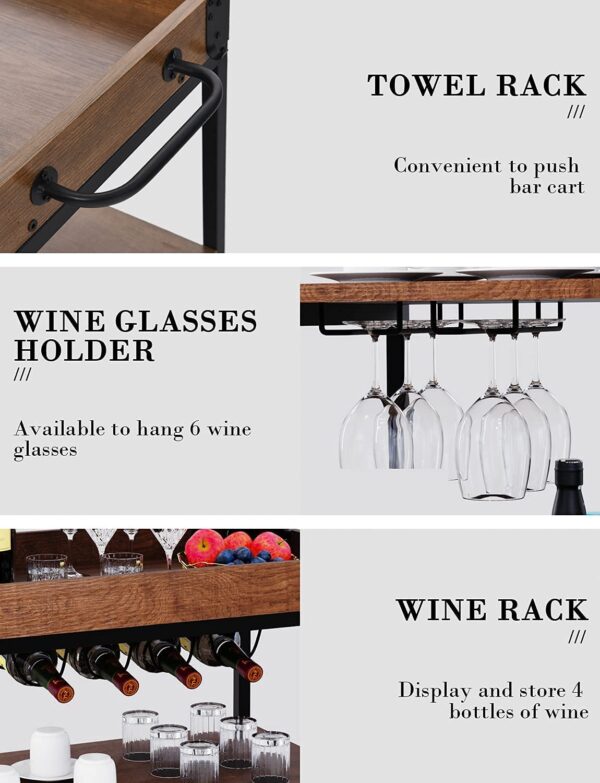 TOWEL RACK
///
Convenient to push
bar cart
WINE GLASSES
HOLDER
///
Available to hang 6 wine
glasses
WINE RACK
///
Display and store 4
bottles of wine